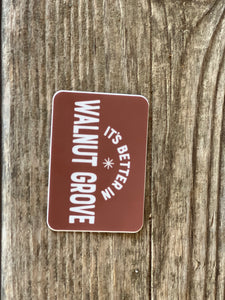 IT'S BETTER IN
WALNUT GROVE